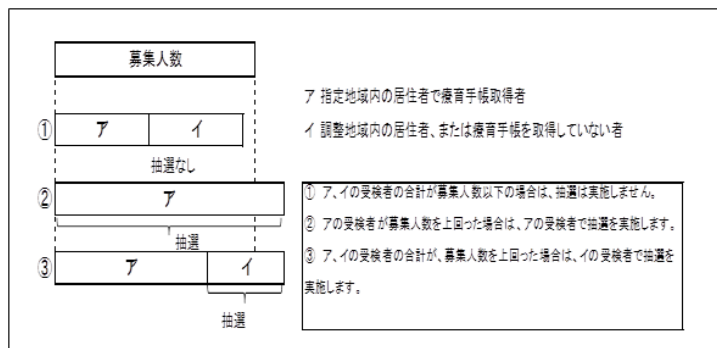 募集人数
ア 指定地域内の居住者で療育手帳取得者
イ 調整地域内の居住者、または療育手帳を取得していない者
① ア イ
抽選なし
② ア
抽選
③ ア イ
抽選
① ア、イの受検者の合計が募集人数以下の場合は、抽選は実施しません。
② アの受検者が募集人数を上回った場合は、アの受検者で抽選を実施します。
③ ア、イの受検者の合計が、募集人数を上回った場合は、イの受検者で抽選を
実施します。